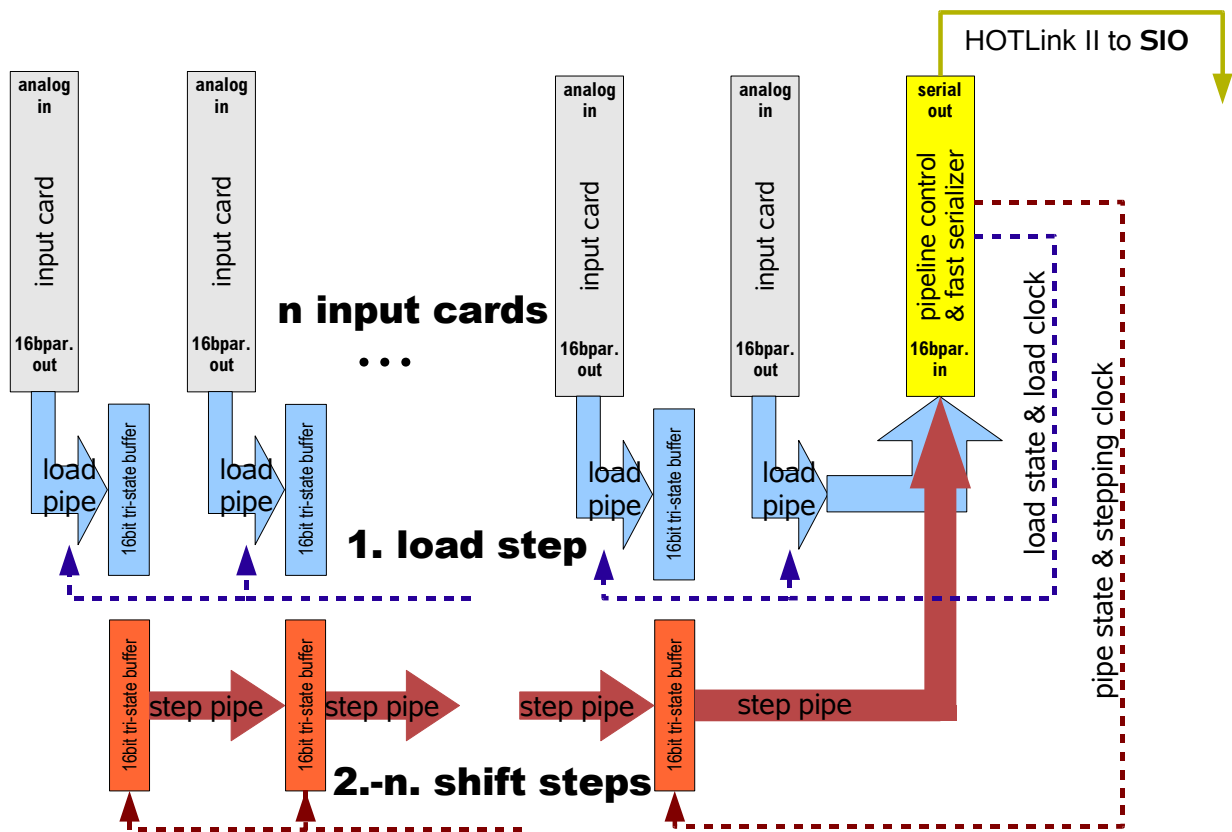 HOTLink II to SIO
analog
in
input card
16bpar.
out
analog
in
input card
16bpar.
out
n input cards
...
analog
in
input card
16bpar.
out
analog
in
input card
16bpar.
out
serial
out
pipeline control
& fast serializer
16bpar.
in
load
pipe
16bit tri-state buffer
load
pipe
16bit tri-state buffer
load
pipe
16bit tri-state buffer
load
pipe
1. load step
load state & load clock
pipe state & stepping clock
16bit tri-state buffer
step pipe
16bit tri-state buffer
step pipe
step pipe
16bit tri-state buffer
step pipe
2.-n. shift steps